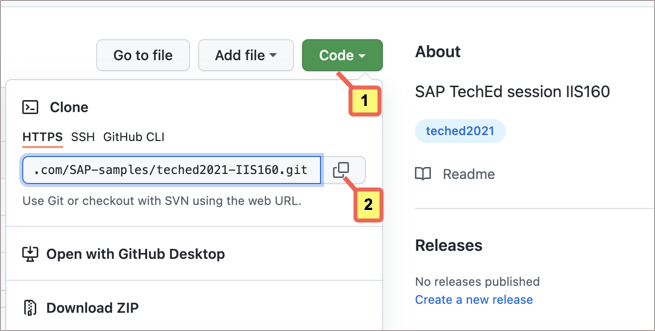 Go to file
Add file
Code
1
Clone
HTTPS SSH GitHub CLI
.com/SAP-samples/teched2021-IIS160.git
2
Use Git or checkout with SVN using the web URL.
Open with GitHub Desktop
Download ZIP
About
SAP TechEd session IIS160
teched2021
Readme
Releases
No releases published
Create a new release